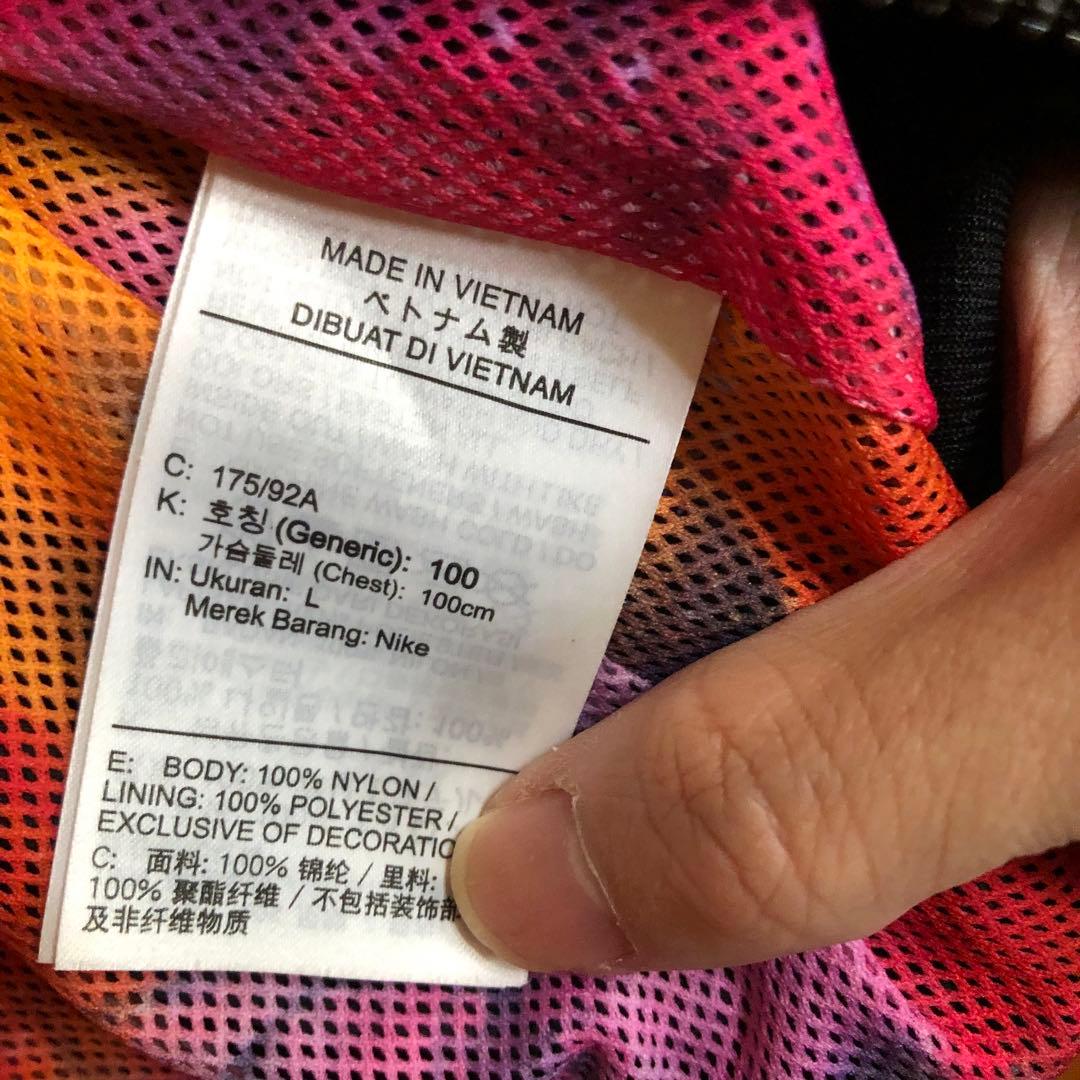 MADE IN VIETNAM
ベトナム製
DIBUAT DI VIETNAM
C: 175/92A
K: 호칭 (Generic): 100
가슴둘레 (Chest): 100cm
IN: Ukuran: L
Merek Barang: Nike
E: BODY: 100% NYLON /
LINING: 100% POLYESTER /
EXCLUSIVE OF DECORATIO
C: 面料: 100% 锦纶 / 里料:
100% 聚酯纤维 / 不包括装饰部
及非纤维物质